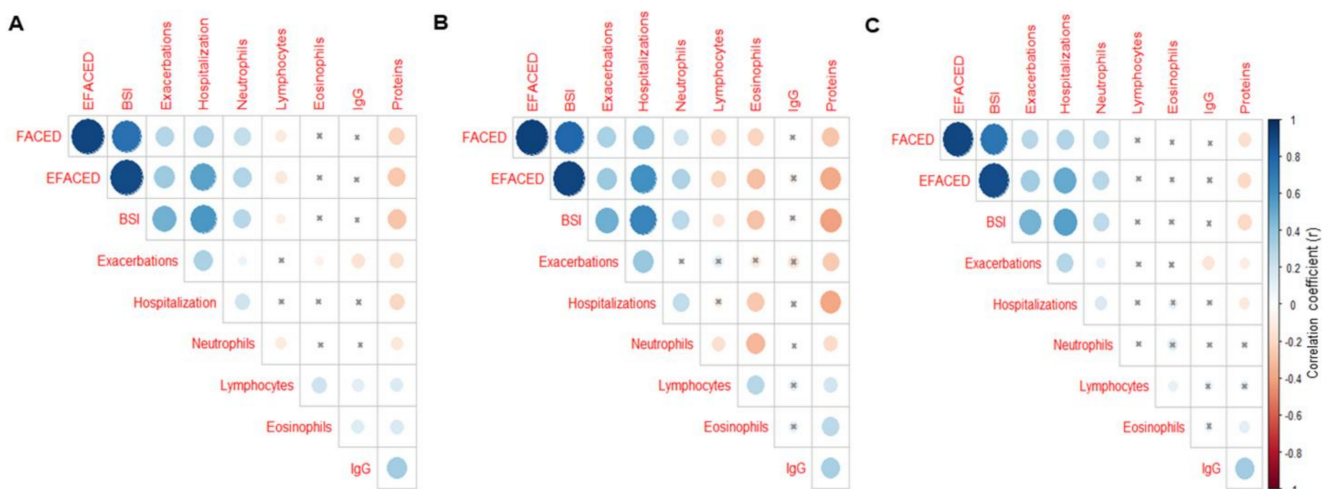 A
EFACED
BSI
Exacerbations
Hospitalization
Neutrophils
Lymphocytes
Eosinophils
IgG
Proteins
FACED
EFACED
BSI
Exacerbations
Hospitalization
Neutrophils
Lymphocytes
Eosinophils
IgG
B
EFACED
BSI
Exacerbations
Hospitalizations
Neutrophils
Lymphocytes
Eosinophils
IgG
Proteins
FACED
EFACED
BSI
Exacerbations
Hospitalizations
Neutrophils
Lymphocytes
Eosinophils
IgG
C
EFACED
BSI
Exacerbations
Hospitalizations
Neutrophils
Lymphocytes
Eosinophils
IgG
Proteins
FACED
EFACED
BSI
Exacerbations
Hospitalizations
Neutrophils
Lymphocytes
Eosinophils
IgG
1
0.8
0.6
0.4
0.2
0
-0.2
-0.4
-0.6
-0.8
-1
Correlation coefficient (r)